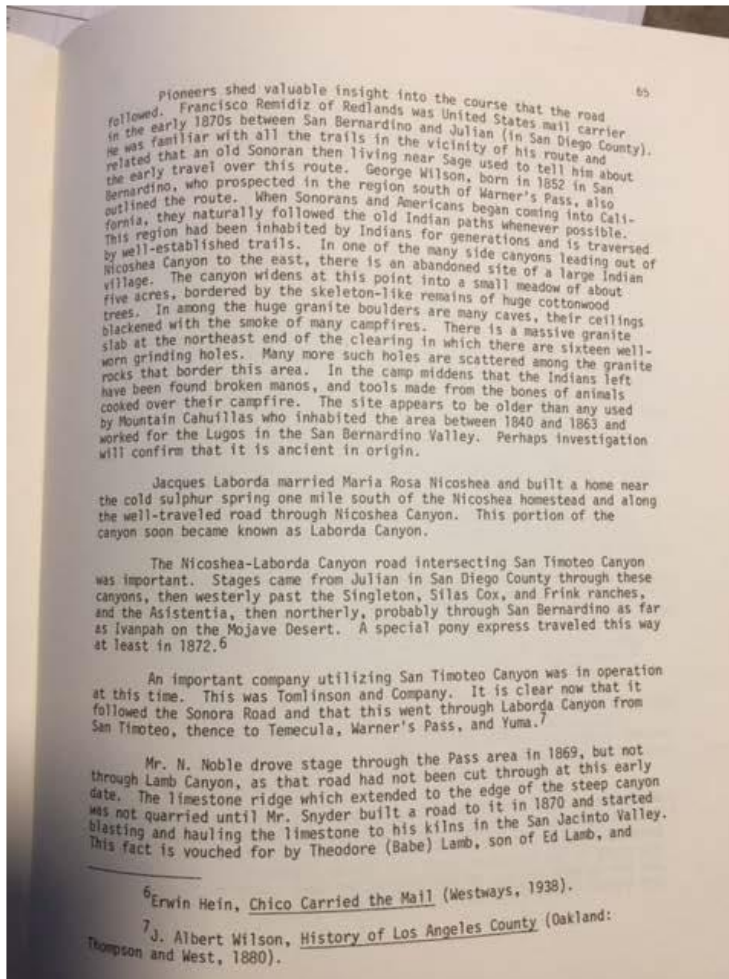 65
Pioneers shed valuable insight into the course that the road
followed. Francisco Remidiz of Redlands was United States mail carrier
in the early 1870s between San Bernardino and Julian (in San Diego County).
He was familiar with all the trails in the vicinity of his route and
related that an old Sonoran then living near Sage used to tell him about
the early travel over this route. George Wilson, born in 1852 in San
Bernardino, who prospected in the region south of Warner's Pass, also
outlined the route. When Sonorans and Americans began coming into Cali-
fornia, they naturally followed the old Indian paths whenever possible.
This region had been inhabited by Indians for generations and is traversed
by well-established trails. In one of the many side canyons leading out of
Nicoshea Canyon to the east, there is an abandoned site of a large Indian
village. The canyon widens at this point into a small meadow of about
five acres, bordered by the skeleton-like remains of huge cottonwood
trees. In among the huge granite boulders are many caves, their ceilings
blackened with the smoke of many campfires. There is a massive granite
slab at the northeast end of the clearing in which there are sixteen well-
worn grinding holes. Many more such holes are scattered among the granite
rocks that border this area. In the camp middens that the Indians left
have been found broken manos, and tools made from the bones of animals
cooked over their campfire. The site appears to be older than any used
by Mountain Cahuillas who inhabited the area between 1840 and 1863 and
worked for the Lugos in the San Bernardino Valley. Perhaps investigation
will confirm that it is ancient in origin.
Jacques Laborda married Maria Rosa Nicoshea and built a home near
the cold sulphur spring one mile south of the Nicoshea homestead and along
the well-traveled road through Nicoshea Canyon. This portion of the
canyon soon became known as Laborda Canyon.
The Nicoshea-Laborda Canyon road intersecting San Timoteo Canyon
was important. Stages came from Julian in San Diego County through these
canyons, then westerly past the Singleton, Silas Cox, and Frink ranches,
and the Asistentia, then northerly, probably through San Bernardino as far
as Ivanpah on the Mojave Desert. A special pony express traveled this way
at least in 1872.6
An important company utilizing San Timoteo Canyon was in operation
at this time. This was Tomlinson and Company. It is clear now that it
followed the Sonora Road and that this went through Laborda Canyon from
San Timoteo, thence to Temecula, Warner's Pass, and Yuma.7
Mr. N. Noble drove stage through the Pass area in 1869, but not
through Lamb Canyon, as that road had not been cut through at this early
date. The limestone ridge which extended to the edge of the steep canyon
was not quarried until Mr. Snyder built a road to it in 1870 and started
blasting and hauling the limestone to his kilns in the San Jacinto Valley.
This fact is vouched for by Theodore (Babe) Lamb, son of Ed Lamb, and
6Erwin Hein, Chico Carried the Mail (Westways, 1938).
7J. Albert Wilson, History of Los Angeles County (Oakland:
Thompson and West, 1880).